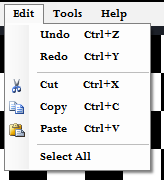 Edit Tools Help
Undo Ctrl+Z
Redo Ctrl+Y
Cut Ctrl+X
Copy Ctrl+C
Paste Ctrl+V
Select All